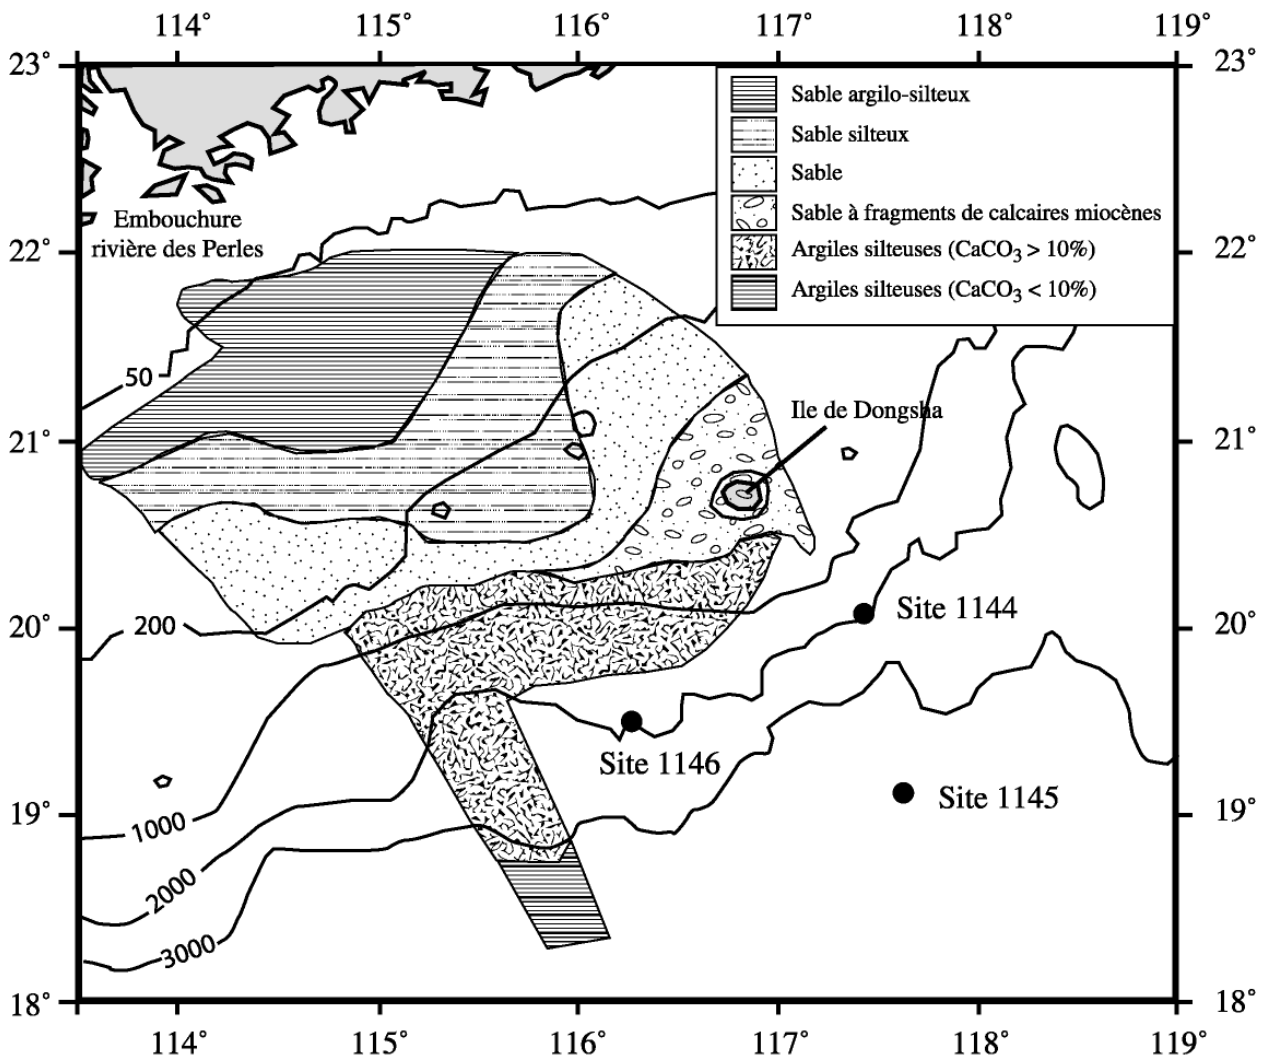 114° 115° 116° 117° 118° 119°
23° 23°
Sable argilo-silteux
Sable silteux
Sable
Sable à fragments de calcaires miocènes
Argiles silteuses (CaCO3 > 10%)
Argiles silteuses (CaCO3 < 10%)
Embouchure
rivière des Perles
22° 22°
50
Ile de Dongsha
21° 21°
Site 1144
200
20° 20°
Site 1146
Site 1145
19° 19°
1000
2000
3000
18° 18°
114° 115° 116° 117° 118° 119°